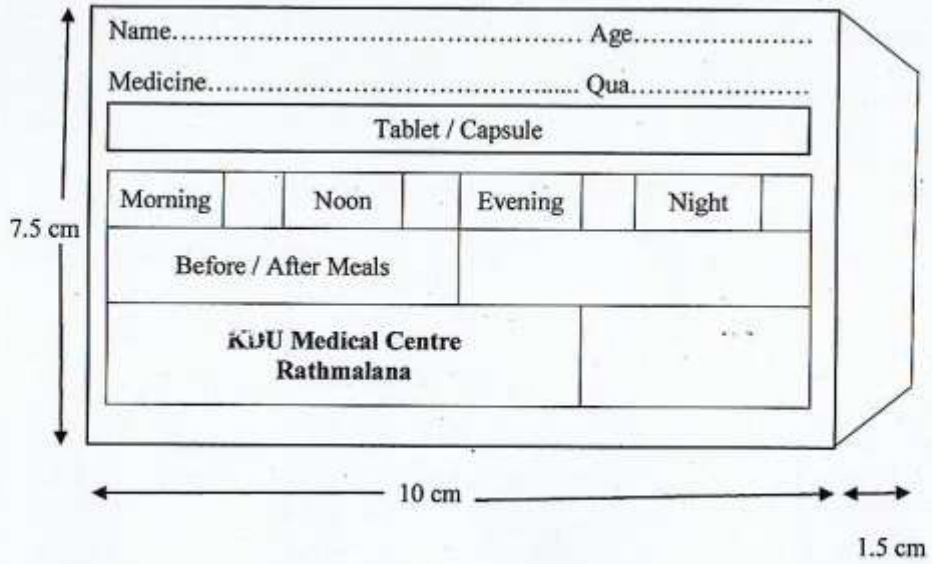 Name.......................................................... Age.........................
Medicine..................................................... Qua.........................
Tablet / Capsule
Morning Noon Evening Night
7.5 cm
Before / After Meals
KDU Medical Centre
Rathmalana
10 cm
1.5 cm